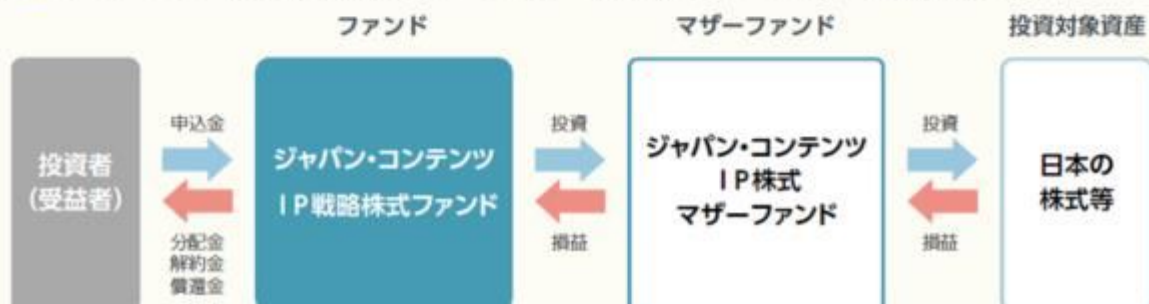 ファンド
マザーファンド
投資対象資産
投資者
(受益者)
申込金
分配金
解約金
償還金
ジャパン・コンテンツ
IP戦略株式ファンド
投資
損益
ジャパン・コンテンツ
IP株式
マザーファンド
投資
損益
日本の
株式等